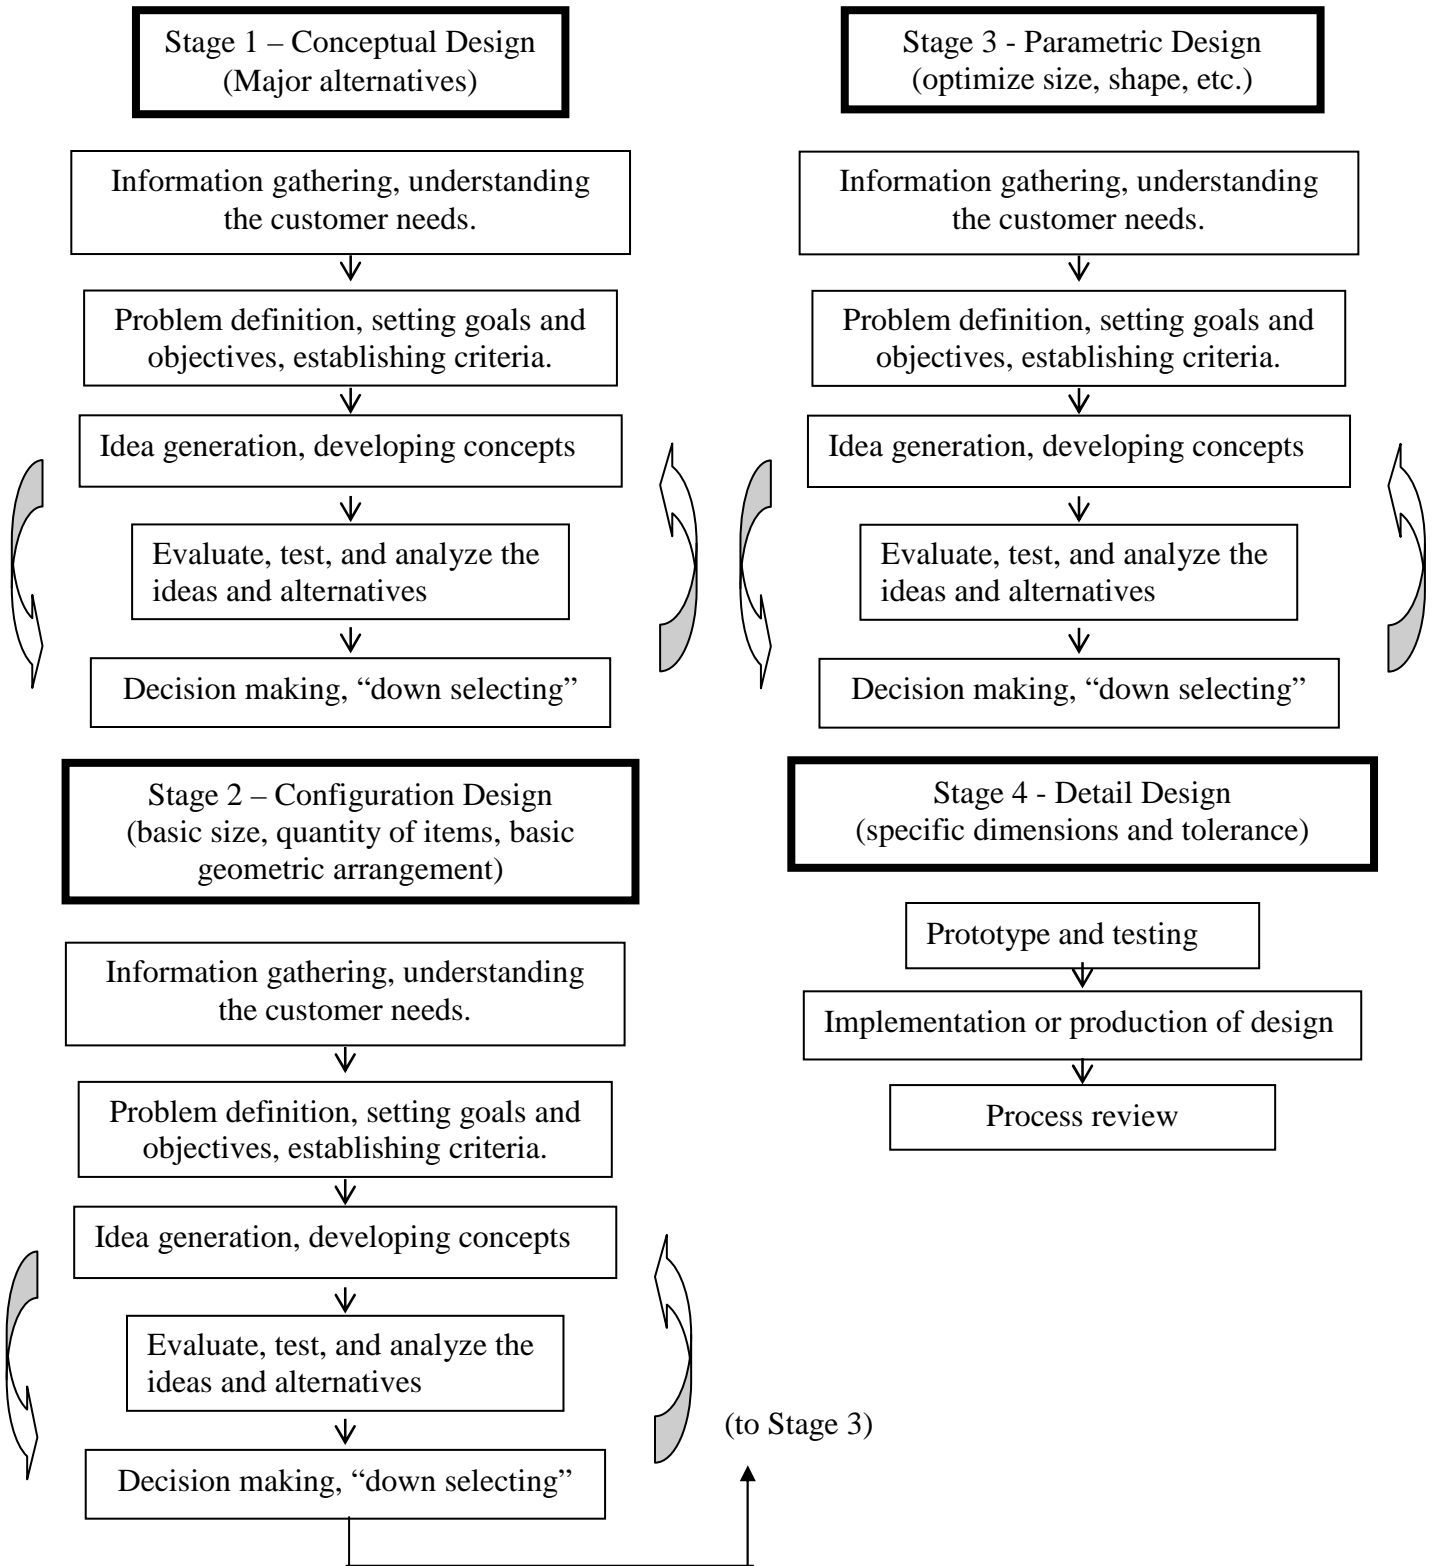 Stage 1 – Conceptual Design
(Major alternatives)
Information gathering, understanding
the customer needs.
Problem definition, setting goals and
objectives, establishing criteria.
Idea generation, developing concepts
Evaluate, test, and analyze the
ideas and alternatives
Decision making, “down selecting”
Stage 2 – Configuration Design
(basic size, quantity of items, basic
geometric arrangement)
Information gathering, understanding
the customer needs.
Problem definition, setting goals and
objectives, establishing criteria.
Idea generation, developing concepts
Evaluate, test, and analyze the
ideas and alternatives
Decision making, “down selecting”
(to Stage 3)
Stage 3 - Parametric Design
(optimize size, shape, etc.)
Information gathering, understanding
the customer needs.
Problem definition, setting goals and
objectives, establishing criteria.
Idea generation, developing concepts
Evaluate, test, and analyze the
ideas and alternatives
Decision making, “down selecting”
Stage 4 - Detail Design
(specific dimensions and tolerance)
Prototype and testing
Implementation or production of design
Process review